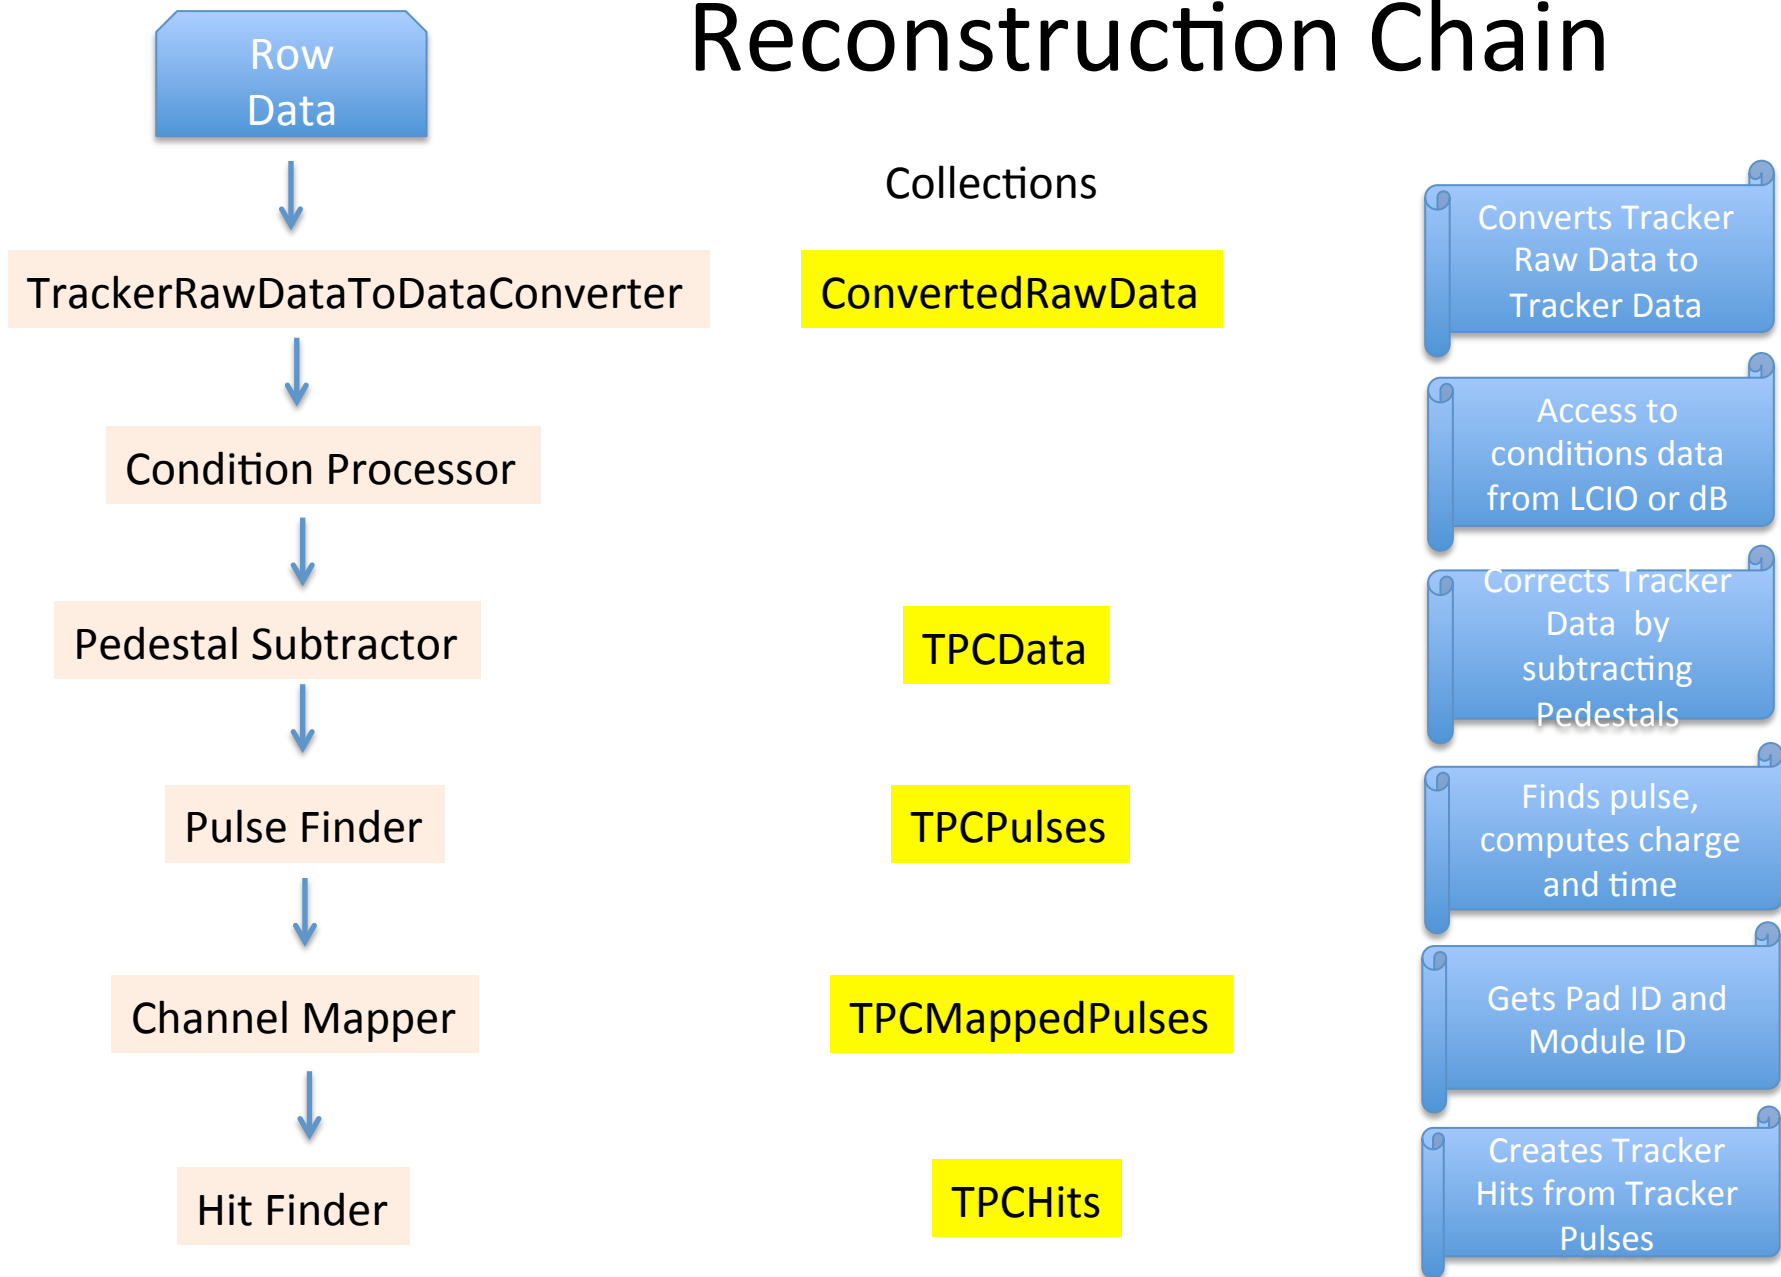 Reconstruction Chain
Row
Data
Collections
TrackerRawDataToDataConverter
ConvertedRawData
Converts Tracker
Raw Data to
Tracker Data
Condition Processor
Access to
conditions data
from LCIO or dB
Pedestal Subtractor
TPCData
Corrects Tracker
Data by
subtracting
Pedestals
Pulse Finder
TPCPulses
Finds pulse,
computes charge
and time
Channel Mapper
TPCMappedPulses
Gets Pad ID and
Module ID
Hit Finder
TPCHits
Creates Tracker
Hits from Tracker
Pulses